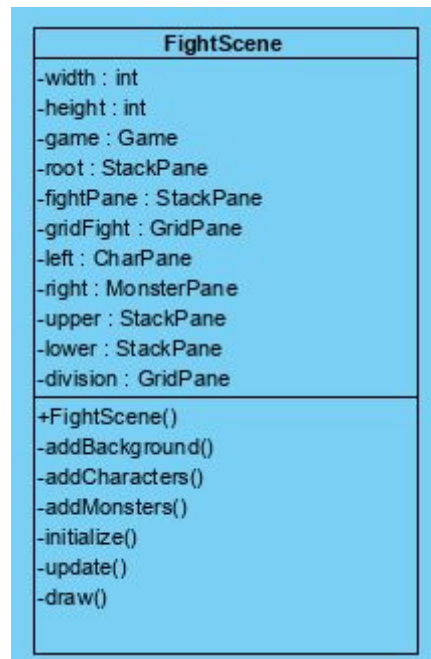 FightScene
-width : int
-height : int
-game : Game
-root : StackPane
-fightPane : StackPane
-gridFight : GridPane
-left : CharPane
-right : MonsterPane
-upper : StackPane
-lower : StackPane
-division : GridPane
+FightScene()
-addBackground()
-addCharacters()
-addMonsters()
-initialize()
-update()
-draw()